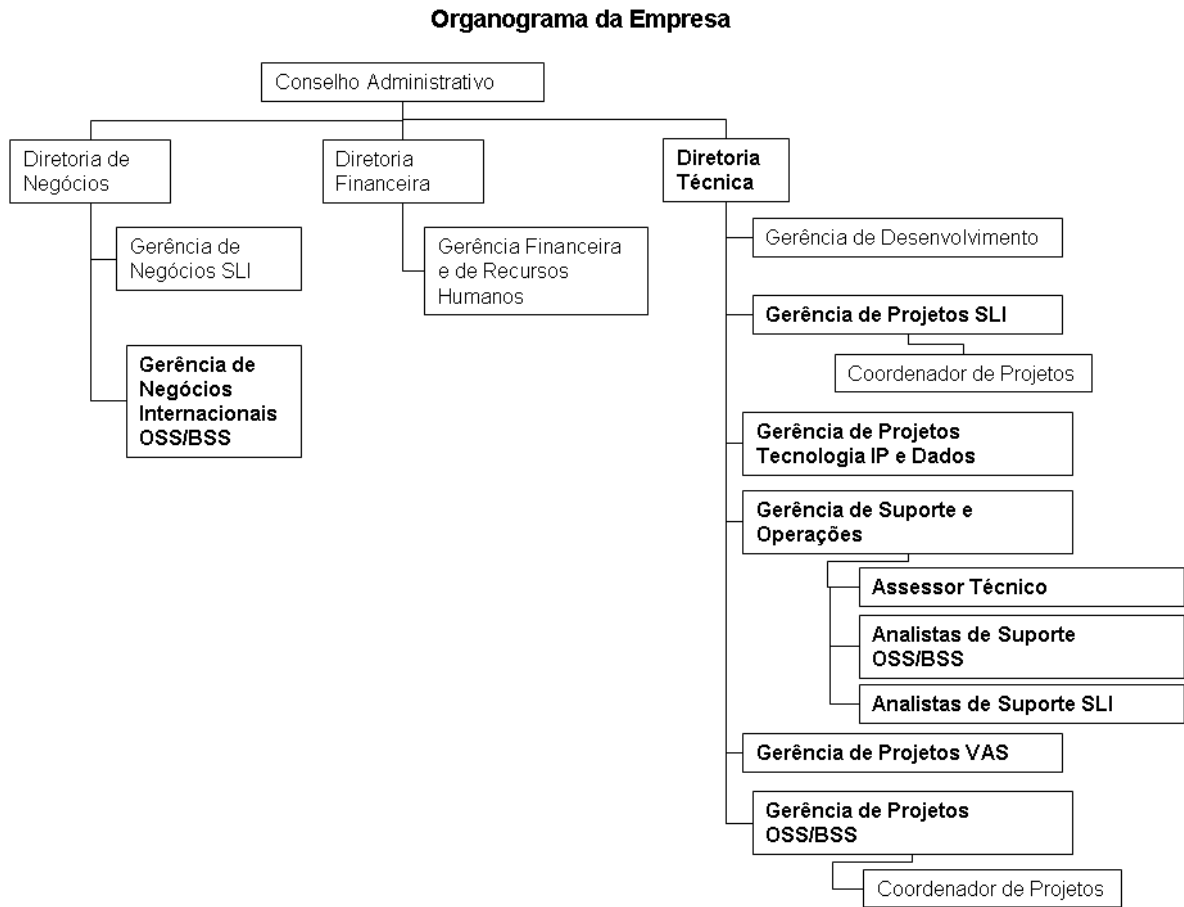 Organograma da Empresa
Conselho Administrativo
Diretoria de
Negócios
Diretoria
Financeira
Diretoria
Técnica
Gerência de
Negócios SLI
Gerência de
Negócios
Internacionais
OSS/BSS
Gerência Financeira
e de Recursos
Humanos
Gerência de Desenvolvimento
Gerência de Projetos SLI
Coordenador de Projetos
Gerência de Projetos
Tecnologia IP e Dados
Gerência de Suporte e
Operações
Assessor Técnico
Analistas de Suporte
OSS/BSS
Analistas de Suporte SLI
Gerência de Projetos VAS
Gerência de Projetos
OSS/BSS
Coordenador de Projetos